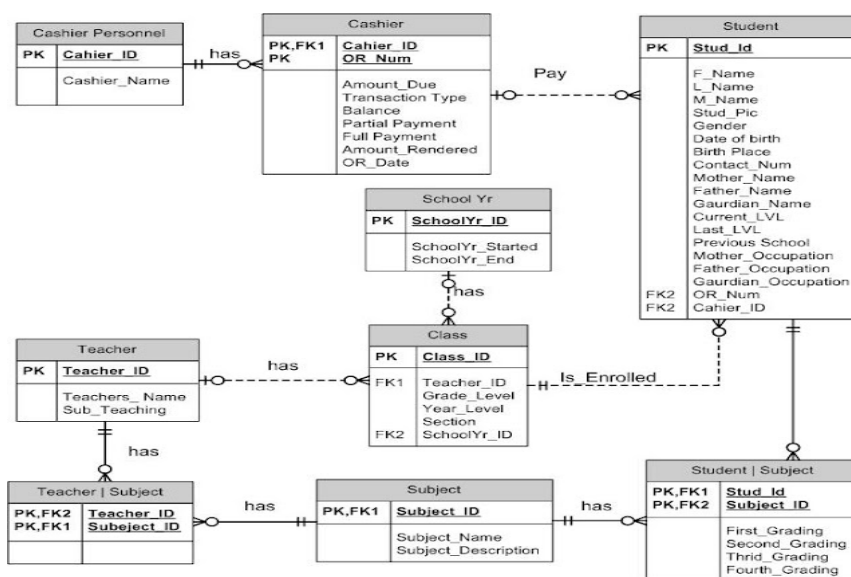 Cashier Personnel
PK Cahier_ID
Cashier_Name
has
Cashier
PK,FK1 Cahier_ID
PK OR_Num
Amount_Due
Transaction Type
Balance
Partial Payment
Full Payment
Amount_Rendered
OR_Date
Pay
Student
PK Stud_Id
F_Name
L_Name
M_Name
Stud_Pic
Gender
Date of birth
Birth Place
Contact_Num
Mother_Name
Father_Name
Gaurdian_Name
Current_LVL
Last_LVL
Previous School
Mother_Occupation
Father_Occupation
Gaurdian_Occupation
FK2 OR_Num
FK2 Cahier_ID
School Yr
PK SchoolYr_ID
SchoolYr_Started
SchoolYr_End
has
Teacher
PK Teacher_ID
Teachers_ Name
Sub_Teaching
has
Class
PK Class_ID
FK1 Teacher_ID
Grade_Level
Year_Level
Section
FK2 SchoolYr_ID
Is_Enrolled
has
Teacher | Subject
PK,FK2 Teacher_ID
PK,FK1 Subeject_ID
has
Subject
PK,FK1 Subject_ID
Subject_Name
Subject_Description
has
Student | Subject
PK,FK1 Stud_Id
PK,FK2 Subject_ID
First_Grading
Second_Grading
Thrid_Grading
Fourth_Grading